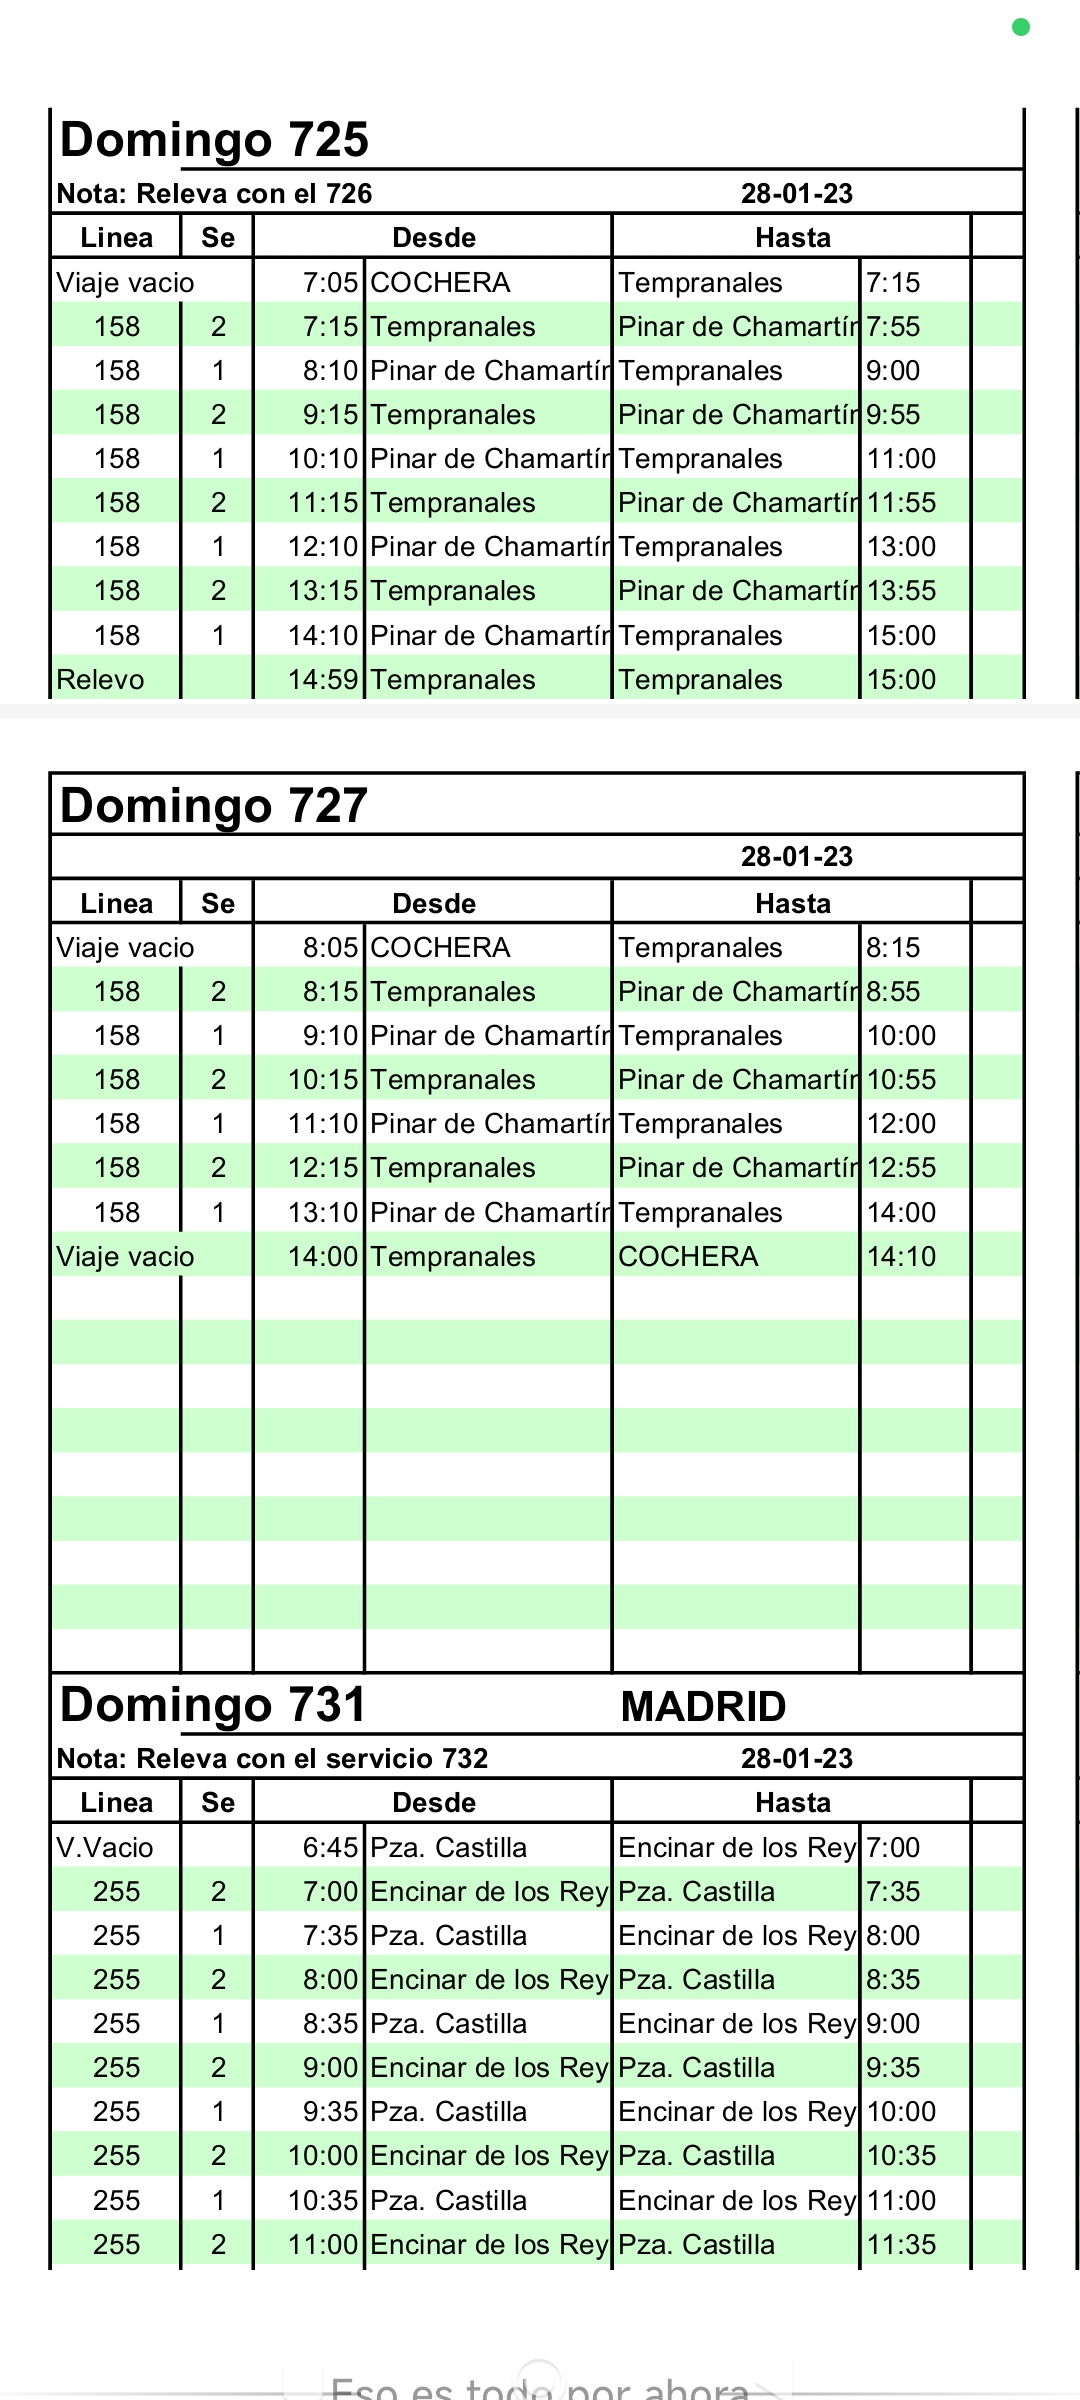 Domingo 725
Nota: Releva con el 726 28-01-23
Linea Se Desde Hasta
Viaje vacio 7:05 COCHERA Tempranales 7:15
158 2 7:15 Tempranales Pinar de Chamartín 7:55
158 1 8:10 Pinar de Chamartín Tempranales 9:00
158 2 9:15 Tempranales Pinar de Chamartín 9:55
158 1 10:10 Pinar de Chamartín Tempranales 11:00
158 2 11:15 Tempranales Pinar de Chamartín 11:55
158 1 12:10 Pinar de Chamartín Tempranales 13:00
158 2 13:15 Tempranales Pinar de Chamartín 13:55
158 1 14:10 Pinar de Chamartín Tempranales 15:00
Relevo 14:59 Tempranales Tempranales 15:00
Domingo 727
28-01-23
Linea Se Desde Hasta
Viaje vacio 8:05 COCHERA Tempranales 8:15
158 2 8:15 Tempranales Pinar de Chamartín 8:55
158 1 9:10 Pinar de Chamartín Tempranales 10:00
158 2 10:15 Tempranales Pinar de Chamartín 10:55
158 1 11:10 Pinar de Chamartín Tempranales 12:00
158 2 12:15 Tempranales Pinar de Chamartín 12:55
158 1 13:10 Pinar de Chamartín Tempranales 14:00
Viaje vacio 14:00 Tempranales COCHERA 14:10
Domingo 731 MADRID
Nota: Releva con el servicio 732 28-01-23
Linea Se Desde Hasta
V.Vacio 6:45 Pza. Castilla Encinar de los Rey 7:00
255 2 7:00 Encinar de los Rey Pza. Castilla 7:35
255 1 7:35 Pza. Castilla Encinar de los Rey 8:00
255 2 8:00 Encinar de los Rey Pza. Castilla 8:35
255 1 8:35 Pza. Castilla Encinar de los Rey 9:00
255 2 9:00 Encinar de los Rey Pza. Castilla 9:35
255 1 9:35 Pza. Castilla Encinar de los Rey 10:00
255 2 10:00 Encinar de los Rey Pza. Castilla 10:35
255 1 10:35 Pza. Castilla Encinar de los Rey 11:00
255 2 11:00 Encinar de los Rey Pza. Castilla 11:35
Eso es todo por ahora